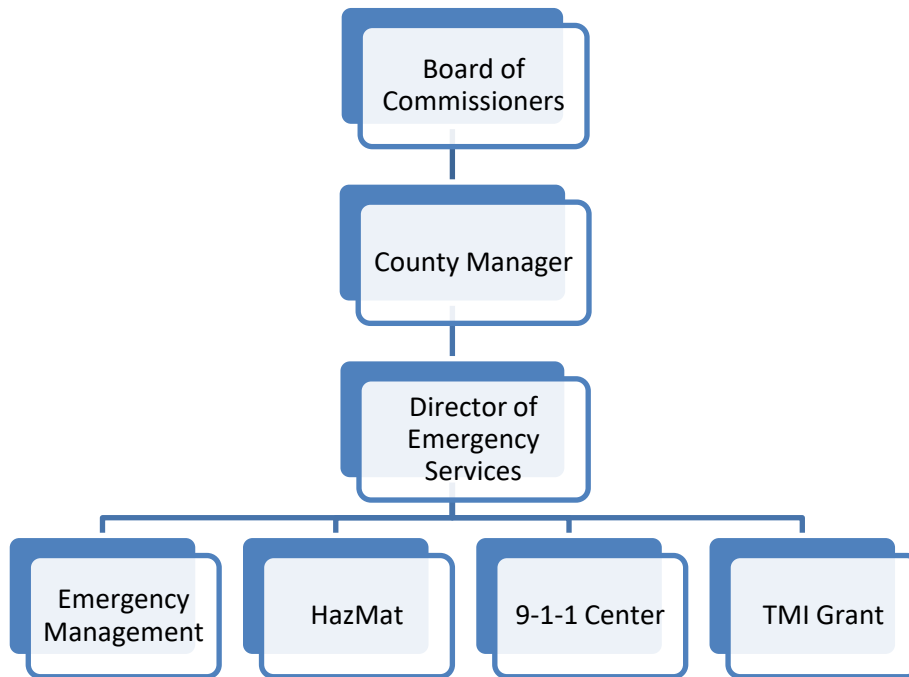 Board of
Commissioners
County Manager
Director of
Emergency
Services
Emergency
Management
HazMat
9-1-1 Center
TMI Grant